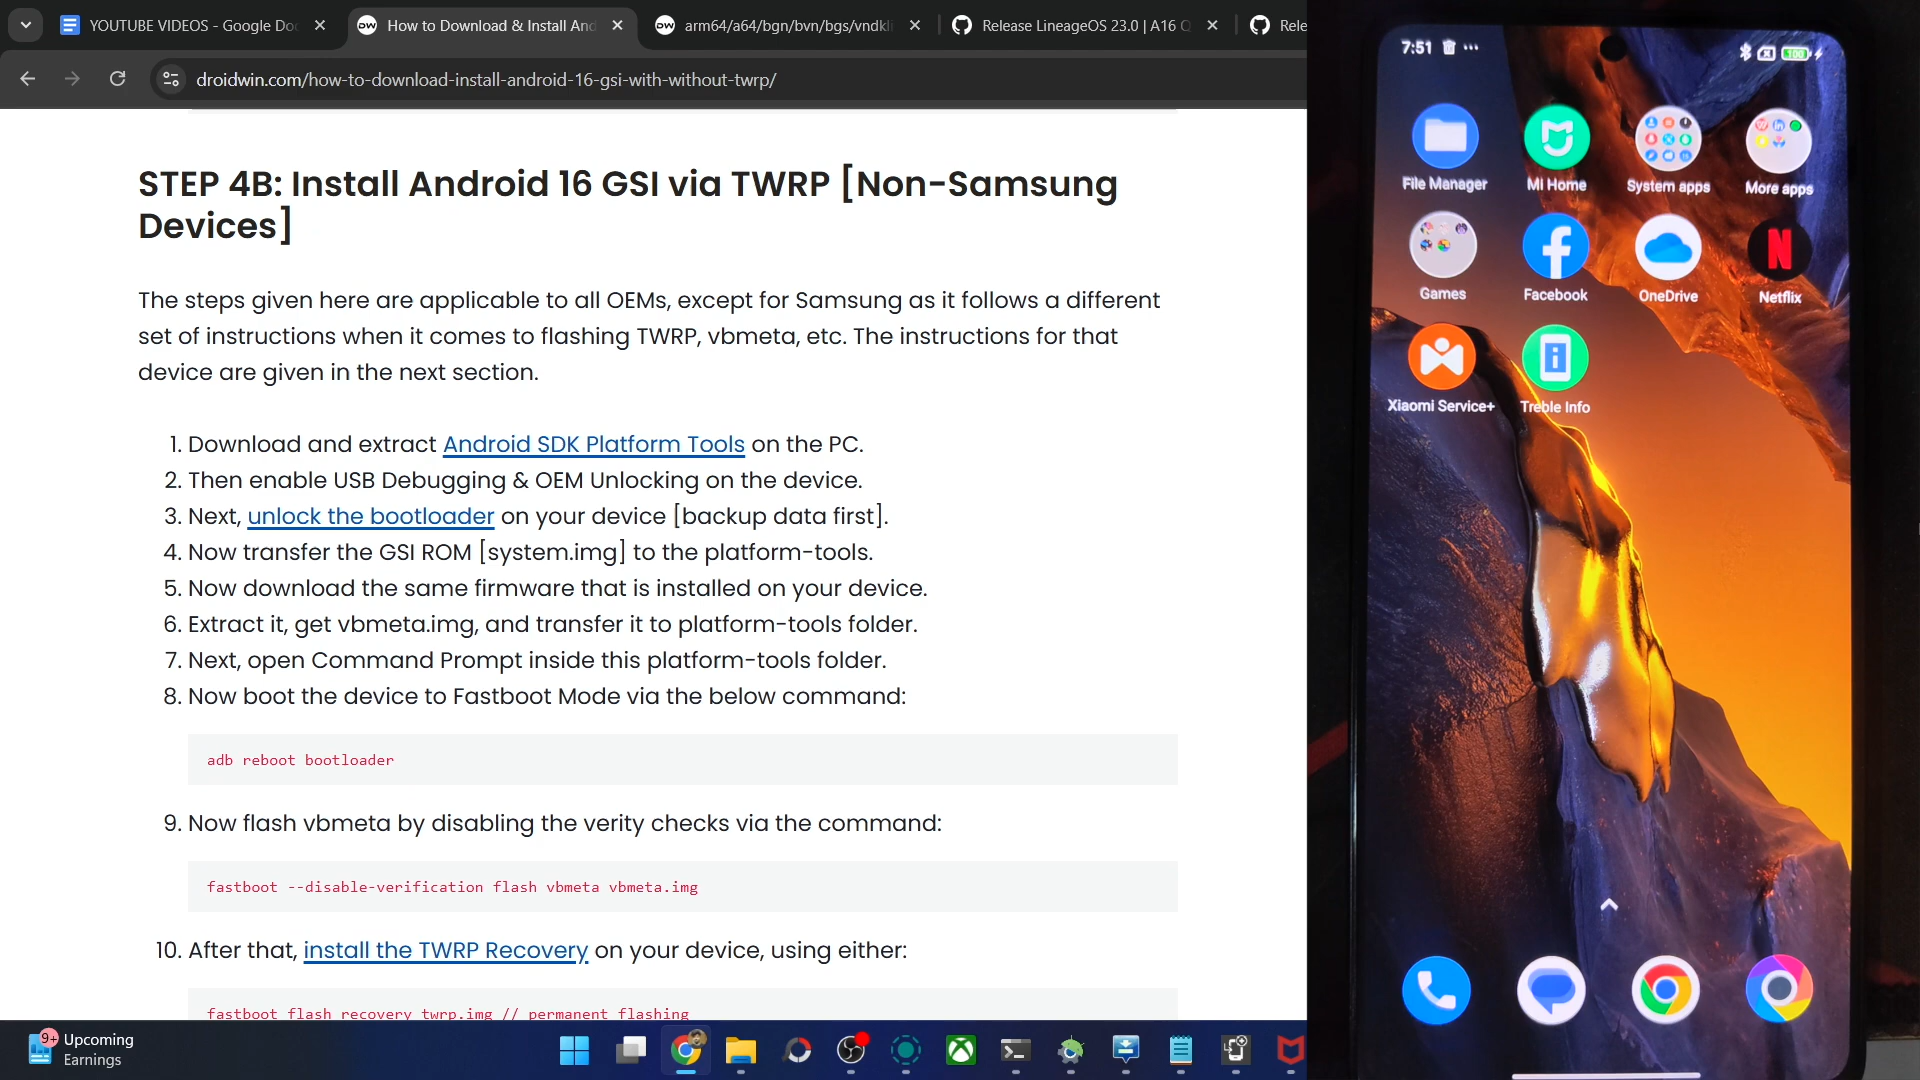 YOUTUBE VIDEOS - Google Doc
How to Download & Install And
arm64/a64/bgn/bvn/bgs/vndkli
Release LineageOS 23.0 | A16 Q
Rele
droidwin.com/how-to-download-install-android-16-gsi-with-without-twrp/
STEP 4B: Install Android 16 GSI via TWRP [Non-Samsung
Devices]
The steps given here are applicable to all OEMs, except for Samsung as it follows a different
set of instructions when it comes to flashing TWRP, vbmeta, etc. The instructions for that
device are given in the next section.
1. Download and extract Android SDK Platform Tools on the PC.
2. Then enable USB Debugging & OEM Unlocking on the device.
3. Next, unlock the bootloader on your device [backup data first].
4. Now transfer the GSI ROM [system.img] to the platform-tools.
5. Now download the same firmware that is installed on your device.
6. Extract it, get vbmeta.img, and transfer it to platform-tools folder.
7. Next, open Command Prompt inside this platform-tools folder.
8. Now boot the device to Fastboot Mode via the below command:
adb reboot bootloader
9. Now flash vbmeta by disabling the verity checks via the command:
fastboot --disable-verification flash vbmeta vbmeta.img
10. After that, install the TWRP Recovery on your device, using either:
fastboot flash recovery twrp.img // permanent flashing
9+
Upcoming
Earnings
7:51
100
File Manager
Mi Home
System apps
More apps
Games
Facebook
OneDrive
Netflix
Xiaomi Service+
Treble Info